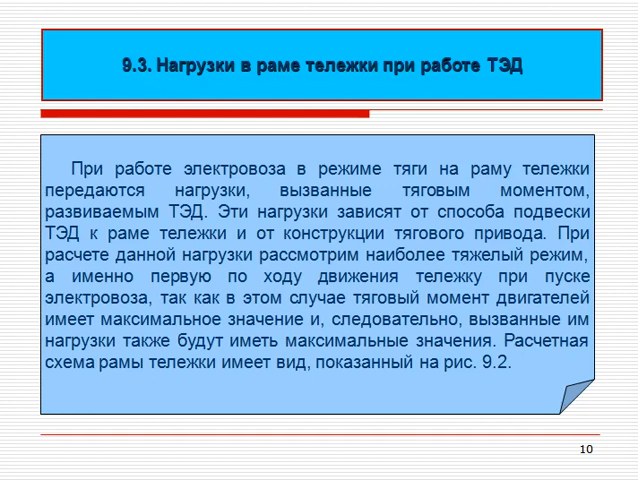 9.3. Нагрузки в раме тележки при работе ТЭД
При работе электровоза в режиме тяги на раму тележки
передаются нагрузки, вызванные тяговым моментом,
развиваемым ТЭД. Эти нагрузки зависят от способа подвески
ТЭД к раме тележки и от конструкции тягового привода. При
расчете данной нагрузки рассмотрим наиболее тяжелый режим,
а именно первую по ходу движения тележку при пуске
электровоза, так как в этом случае тяговый момент двигателей
имеет максимальное значение и, следовательно, вызванные им
нагрузки также будут иметь максимальные значения. Расчетная
схема рамы тележки имеет вид, показанный на рис. 9.2.
10